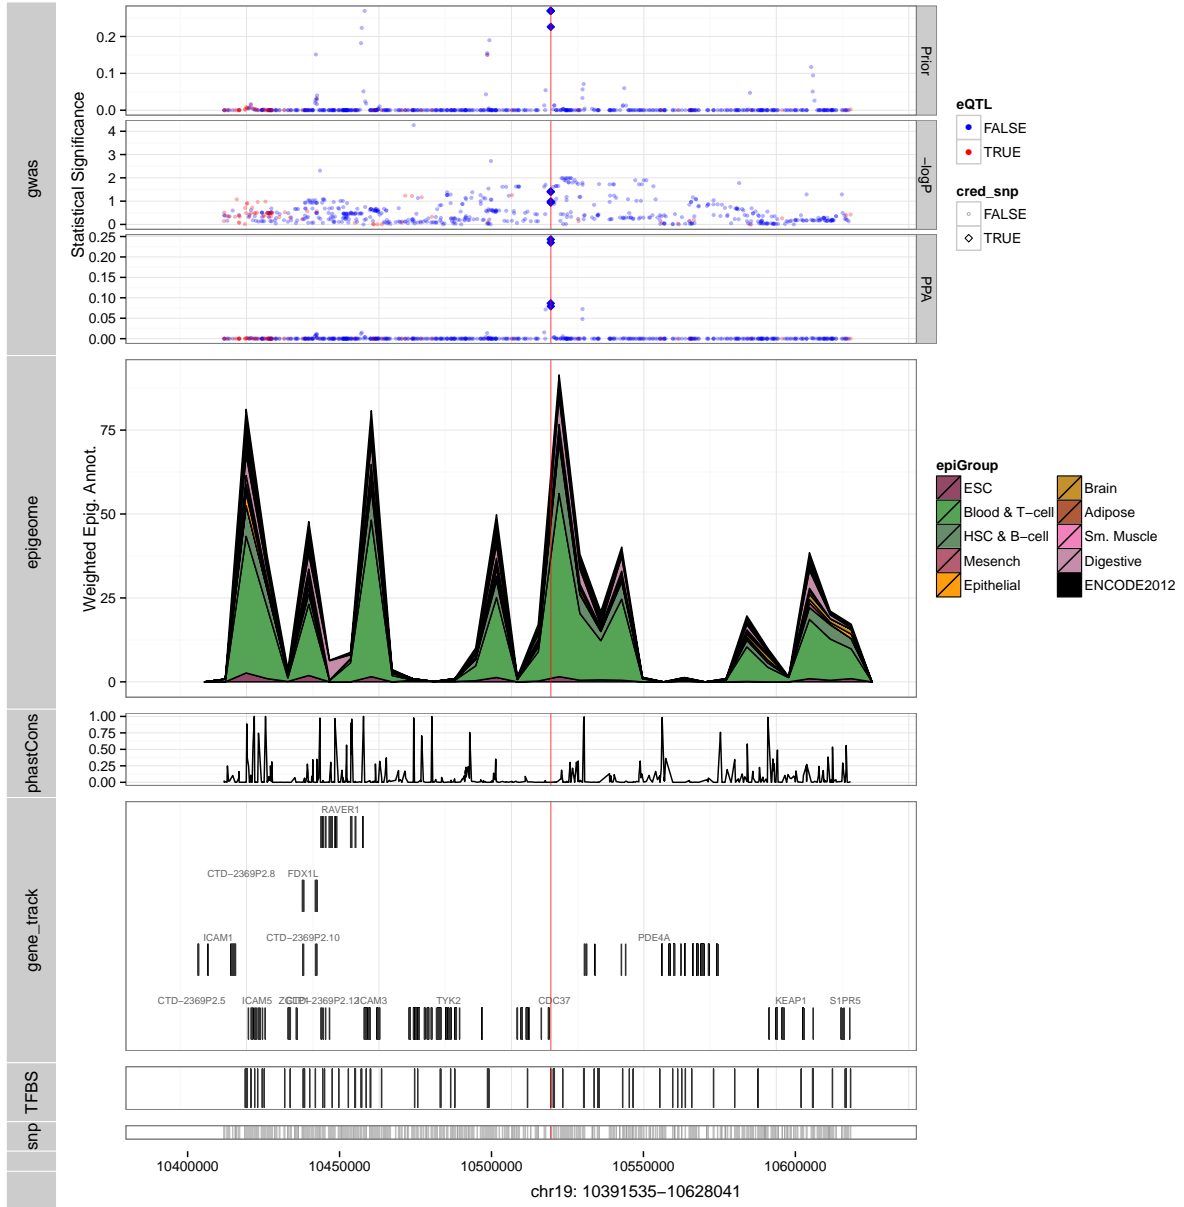 gwas
Statistical Significance
0.2
0.1
0.0
Prior
4
3
2
1
0
−logP
0.25
0.20
0.15
0.10
0.05
0.00
PPA
eQTL
FALSE
TRUE
cred_snp
FALSE
TRUE
epigeome
Weighted Epig. Annot.
75
50
25
0
epiGroup
ESC
Blood & T−cell
HSC & B−cell
Mesench
Epithelial
Brain
Adipose
Sm. Muscle
Digestive
ENCODE2012
phastCons
1.00
0.75
0.50
0.25
0.00
gene_track
RAVER1
CTD−2369P2.8 FDX1L
ICAM1 CTD−2369P2.10 PDE4A
CTD−2369P2.5 ICAM5 CTD−2369P2.12 ICAM3 TYK2 CDC37 KEAP1 S1PR5
TFBS
snp
10400000 10450000 10500000 10550000 10600000
chr19: 10391535−10628041